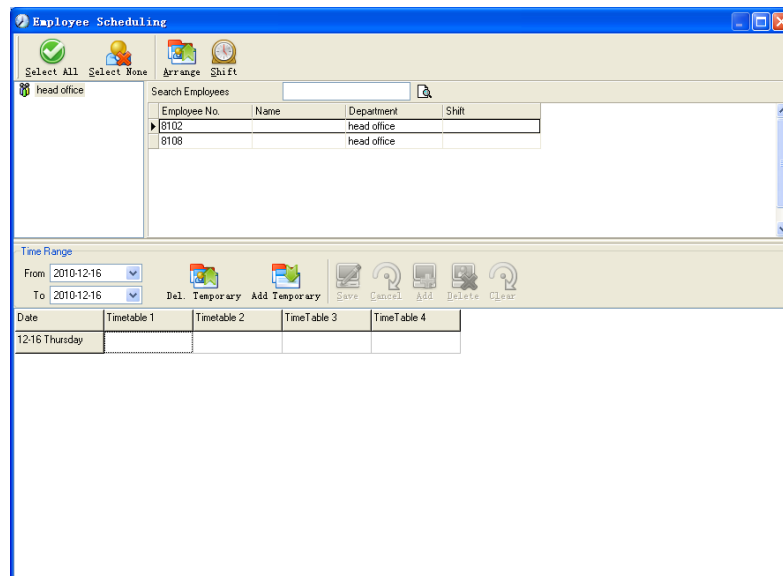 Employee Scheduling
Select All Select None Arrange Shift
head office
Search Employees
Employee No. Name Department Shift
8102 head office
8108 head office
Time Range
From 2010-12-16
To 2010-12-16
Del. Temporary Add Temporary Save Cancel Add Delete Clear
Date Timetable 1 Timetable 2 TimeTable 3 TimeTable 4
12-16 Thursday